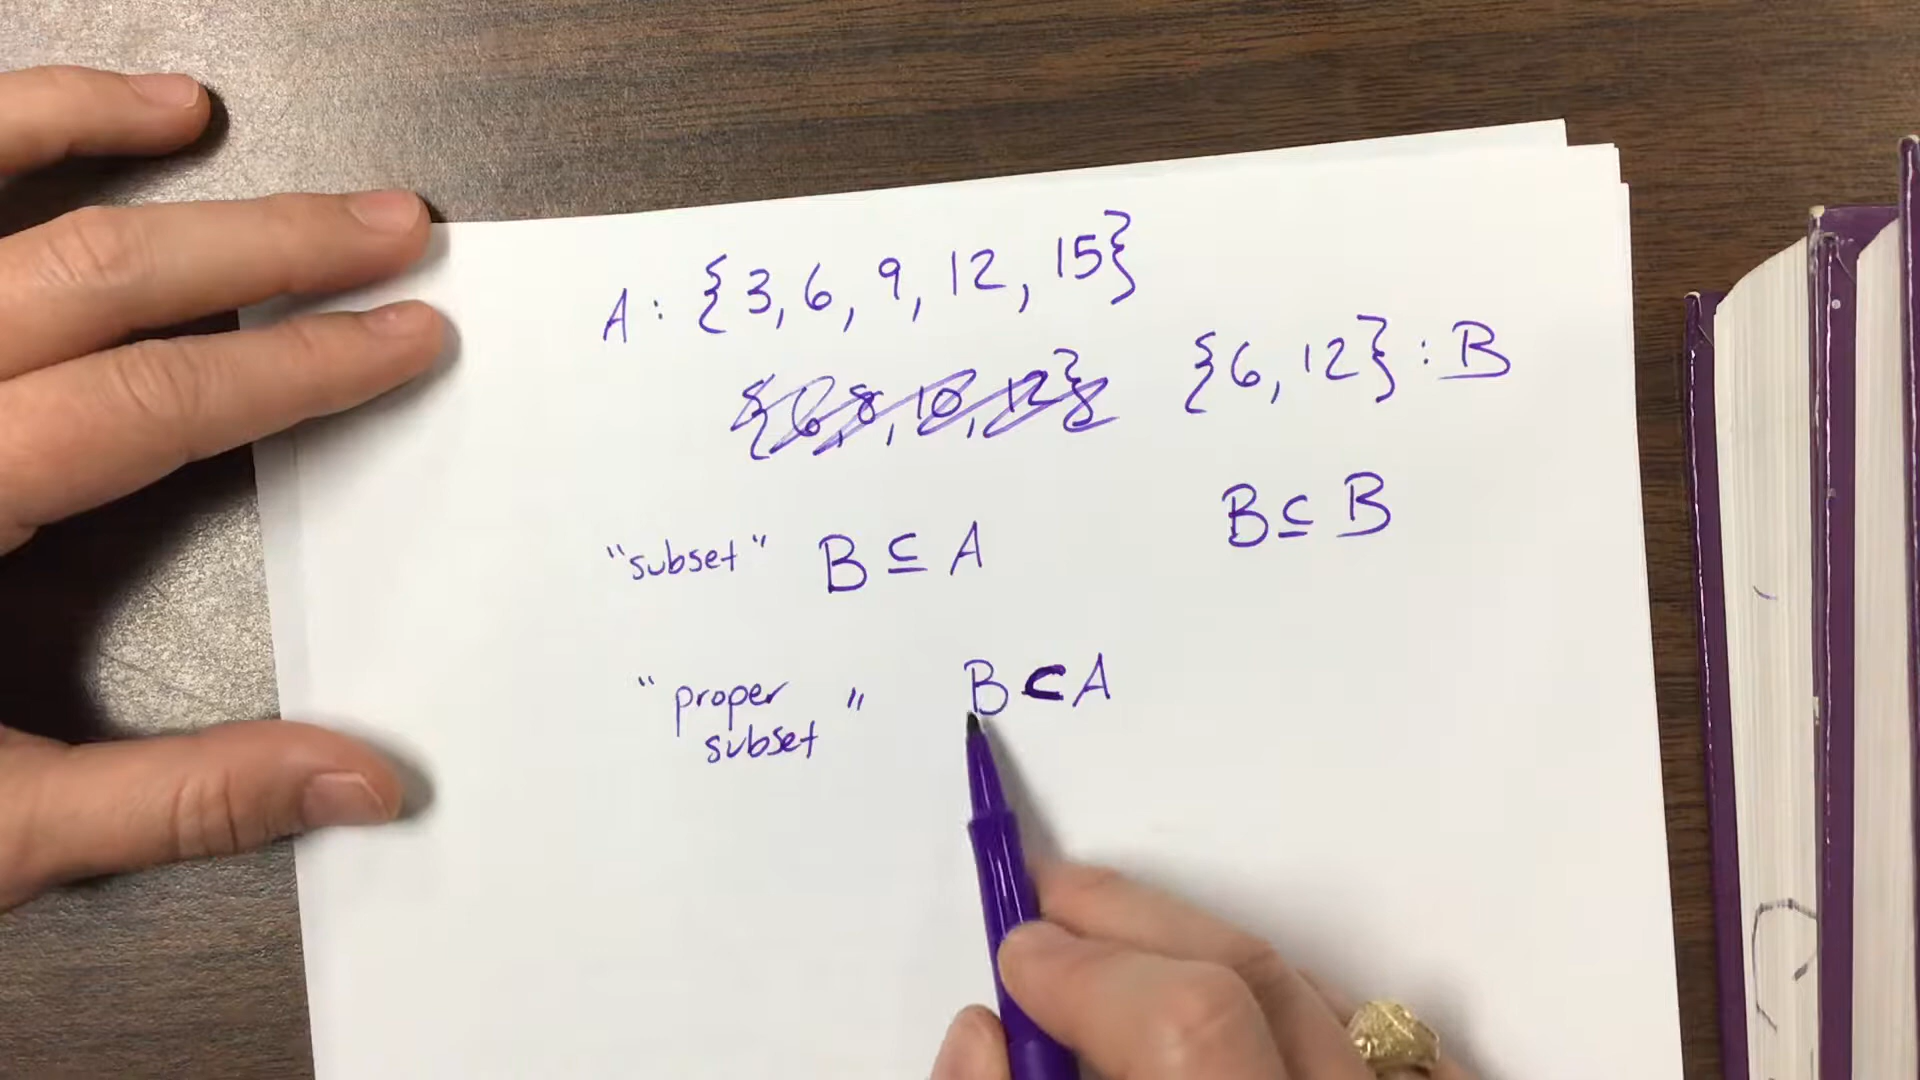 A: {3, 6, 9, 12, 15}
{6, 8, 10, 12}
{6, 12} : B
B ⊆ B
"subset" B ⊆ A
"proper subset" B ⊂ A